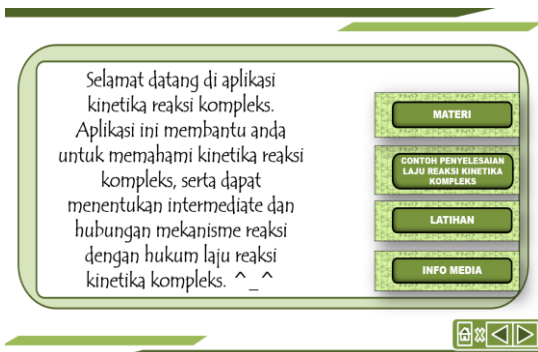 Selamat datang di aplikasi
kinetika reaksi kompleks.
Aplikasi ini membantu anda
untuk memahami kinetika reaksi
kompleks, serta dapat
menentukan intermediate dan
hubungan mekanisme reaksi
dengan hukum laju reaksi
kinetika kompleks. ^_^
MATERI
CONTOH PENYELESAIAN
LAJU REAKSI KINETIKA
KOMPLEKS
LATIHAN
INFO MEDIA